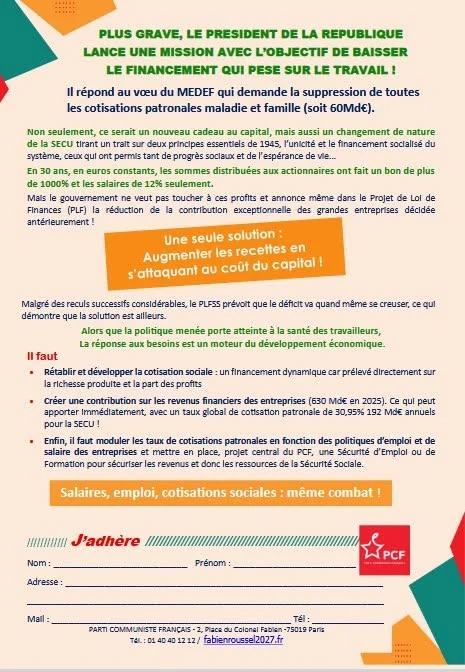 PLUS GRAVE, LE PRESIDENT DE LA REPUBLIQUE
LANCE UNE MISSION AVEC L'OBJECTIF DE BAISSER
LE FINANCEMENT QUI PESE SUR LE TRAVAIL !
Il répond au vœu du MEDEF qui demande la suppression de toutes
les cotisations patronales maladie et famille (soit 60Md€).
Non seulement, ce serait un nouveau cadeau au capital, mais aussi un changement de nature
de la SECU tirant un trait sur deux principes essentiels de 1945, l'unicité et le financement socialisé du
système, ceux qui ont permis tant de progrès sociaux et de l'espérance de vie...
En 30 ans, en euros constants, les sommes distribuées aux actionnaires ont fait un bon de plus
de 1000% et les salaires de 12% seulement.
Mais le gouvernement ne veut pas toucher à ces profits et annonce même dans le Projet de Loi de
Finances (PLF) la réduction de la contribution exceptionnelle des grandes entreprises décidée
antérieurement !
Une seule solution :
Augmenter les recettes en
s'attaquant au coût du capital !
Malgré des reculs successifs considérables, le PLFSS prévoit que le déficit va quand même se creuser, ce qui
démontre que la solution est ailleurs.
Alors que la politique menée porte atteinte à la santé des travailleurs,
La réponse aux besoins est un moteur du développement économique.
Il faut
• Rétablir et développer la cotisation sociale : un financement dynamique car prélevé directement sur
la richesse produite et la part des profits
• Créer une contribution sur les revenus financiers des entreprises (630 Md€ en 2025). Ce qui peut
apporter immédiatement, avec un taux global de cotisation patronale de 30,95% 192 Md€ annuels
pour la SECU !
• Enfin, il faut moduler les taux de cotisations patronales en fonction des politiques d'emploi et de
salaire des entreprises et mettre en place, projet central du PCF, une Sécurité d'Emploi ou de
Formation pour sécuriser les revenus et donc les ressources de la Sécurité Sociale.
Salaires, emploi, cotisations sociales : même combat !
J'adhère
PCF
Nom : Prénom :
Adresse :
Mail : Tél :
PARTI COMMUNISTE FRANÇAIS - 2, Place du Colonel Fabien -75019 Paris
Tél. : 01 40 40 12 12 / fabienroussel2027.fr